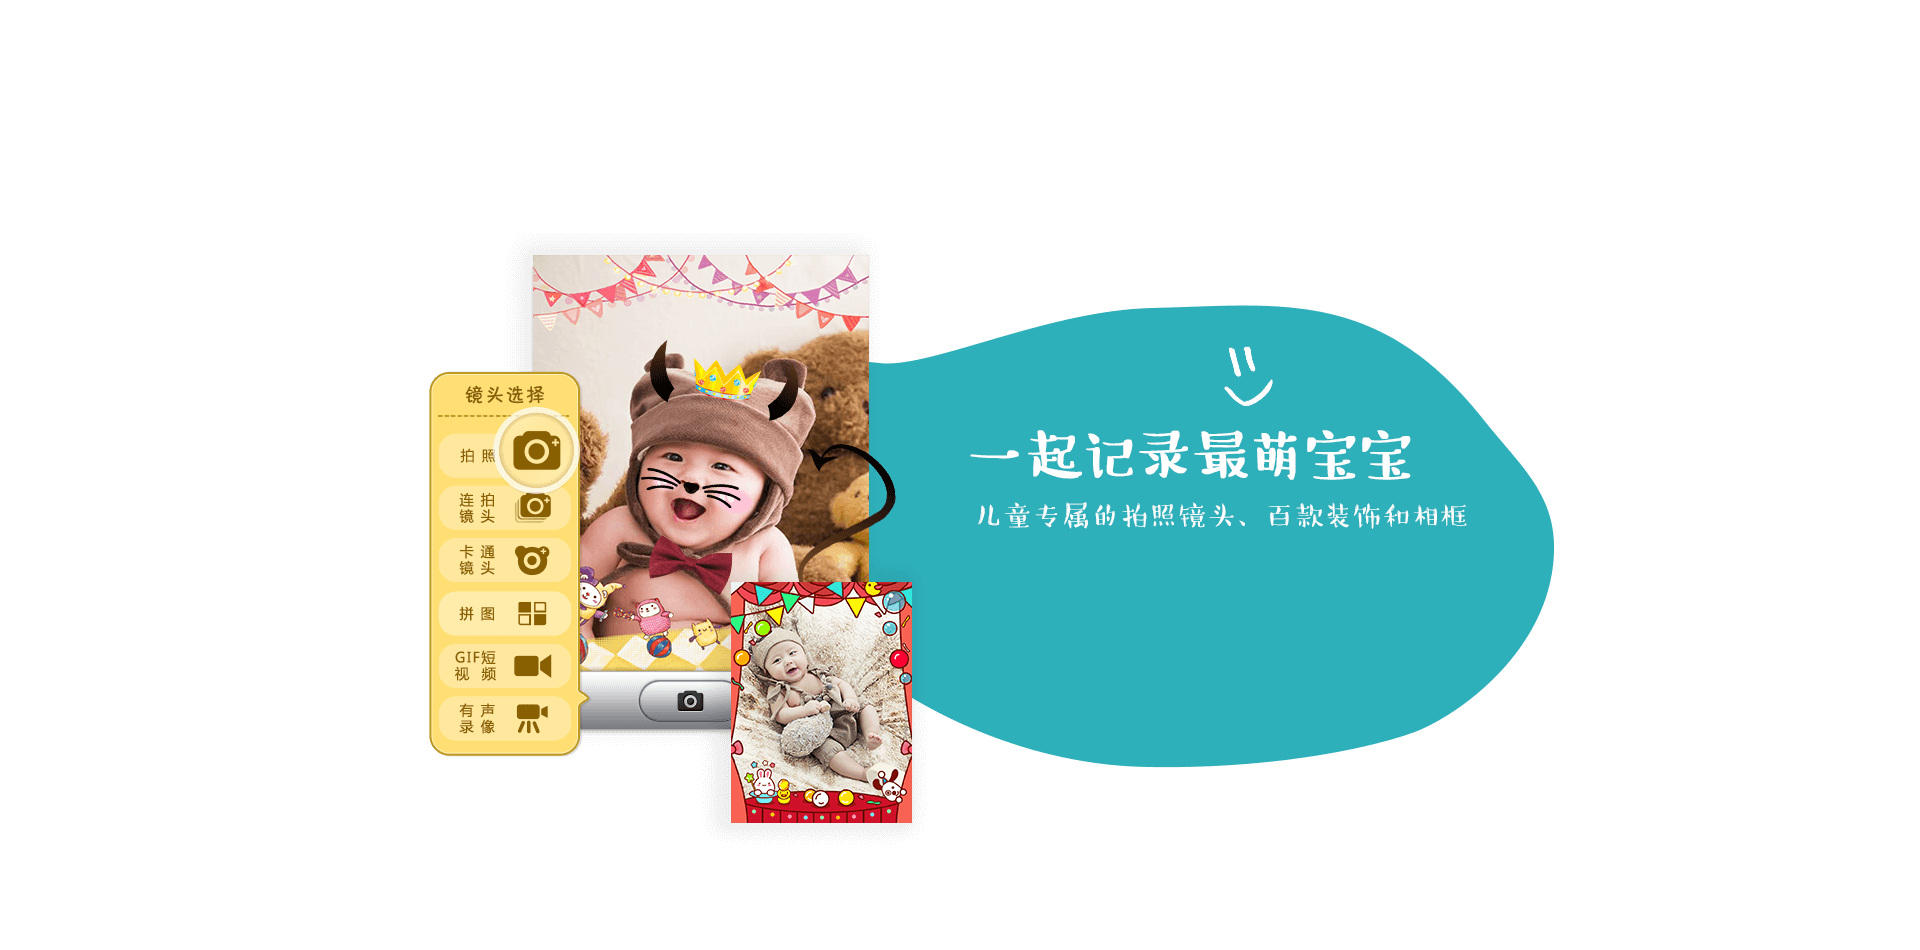 镜头选择
拍 照
连 拍
镜 头
卡 通
镜 头
拼 图
GIF短
视 频
有 声
录 像
一起记录最萌宝宝
儿童专属的拍照镜头、百款装饰和相框